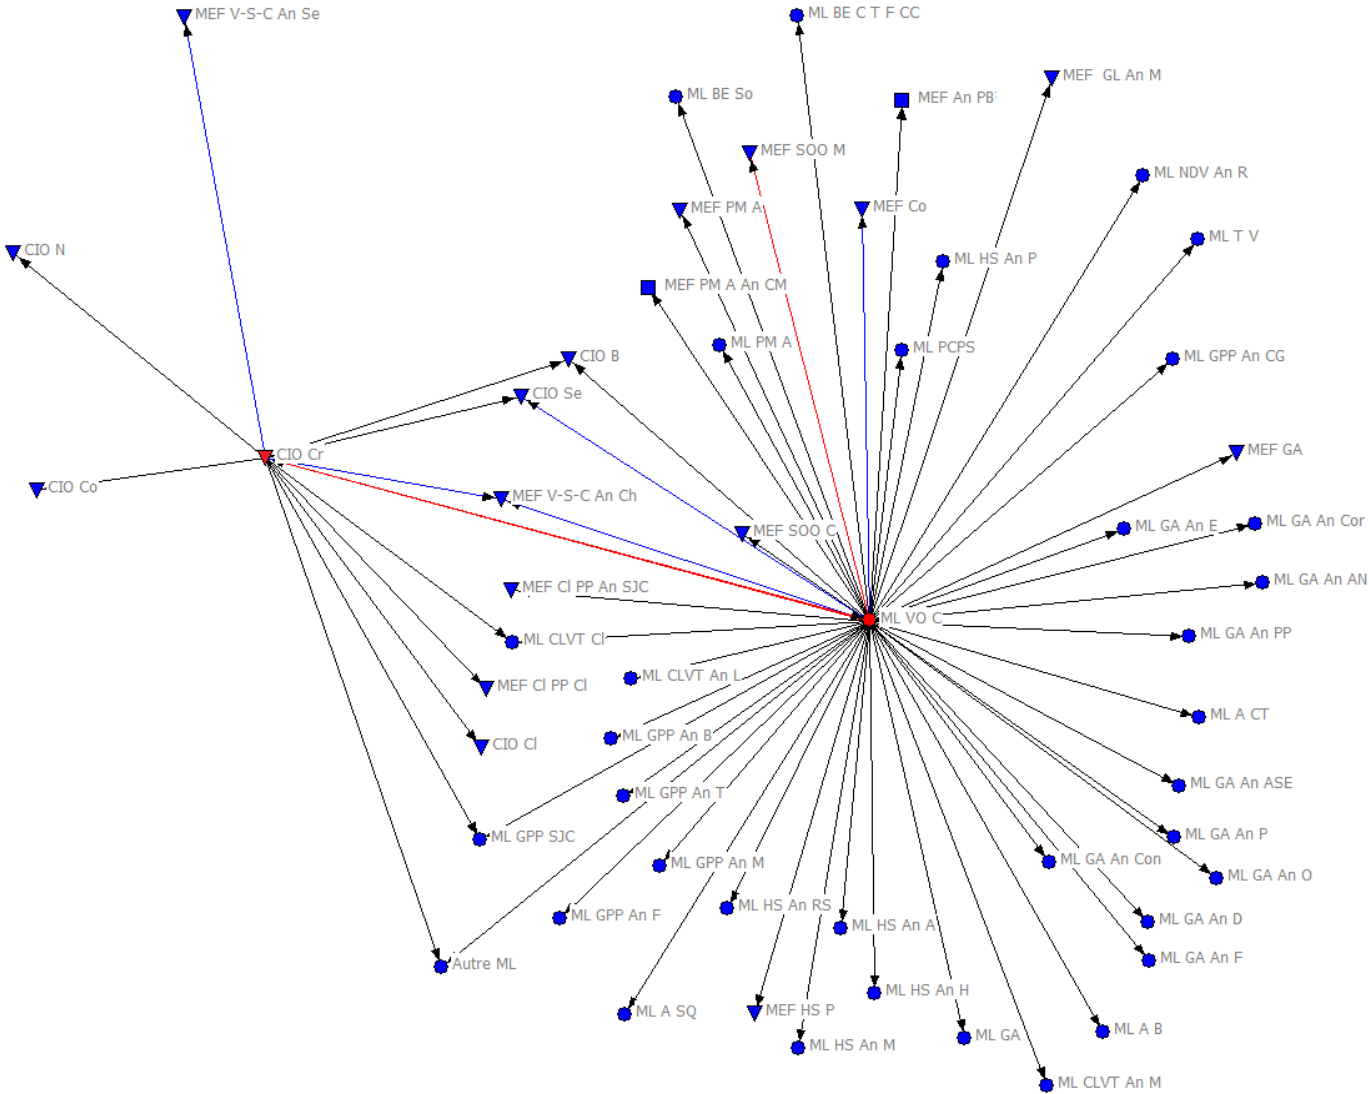 MEF V-S-C An Se
ML BE C T F CC
MEF GL An M
ML BE So
MEF An PB
MEF SOO M
ML NDV An R
MEF PM A
MEF Co
ML T V
CIO N
ML HS An P
MEF PM A An CM
ML PM A
ML PCPS
CIO B
ML GPP An CG
CIO Se
CIO Cr
MEF GA
CIO Co
MEF V-S-C An Ch
MEF SOO C
ML GA An E
ML GA An Cor
MEF Cl PP An SJC
ML GA An AN
ML VO C
ML CLVT Cl
ML GA An PP
ML CLVT An L
MEF Cl PP Cl
ML A CT
ML GPP An B
CIO Cl
ML GPP An T
ML GA An ASE
ML GPP SJC
ML GA An P
ML GPP An M
ML GA An Con
ML GA An O
ML GPP An F
ML HS An RS
ML HS An A
ML GA An D
Autre ML
ML GA An F
ML HS An H
ML A SQ
MEF HS P
ML HS An M
ML GA
ML A B
ML CLVT An M